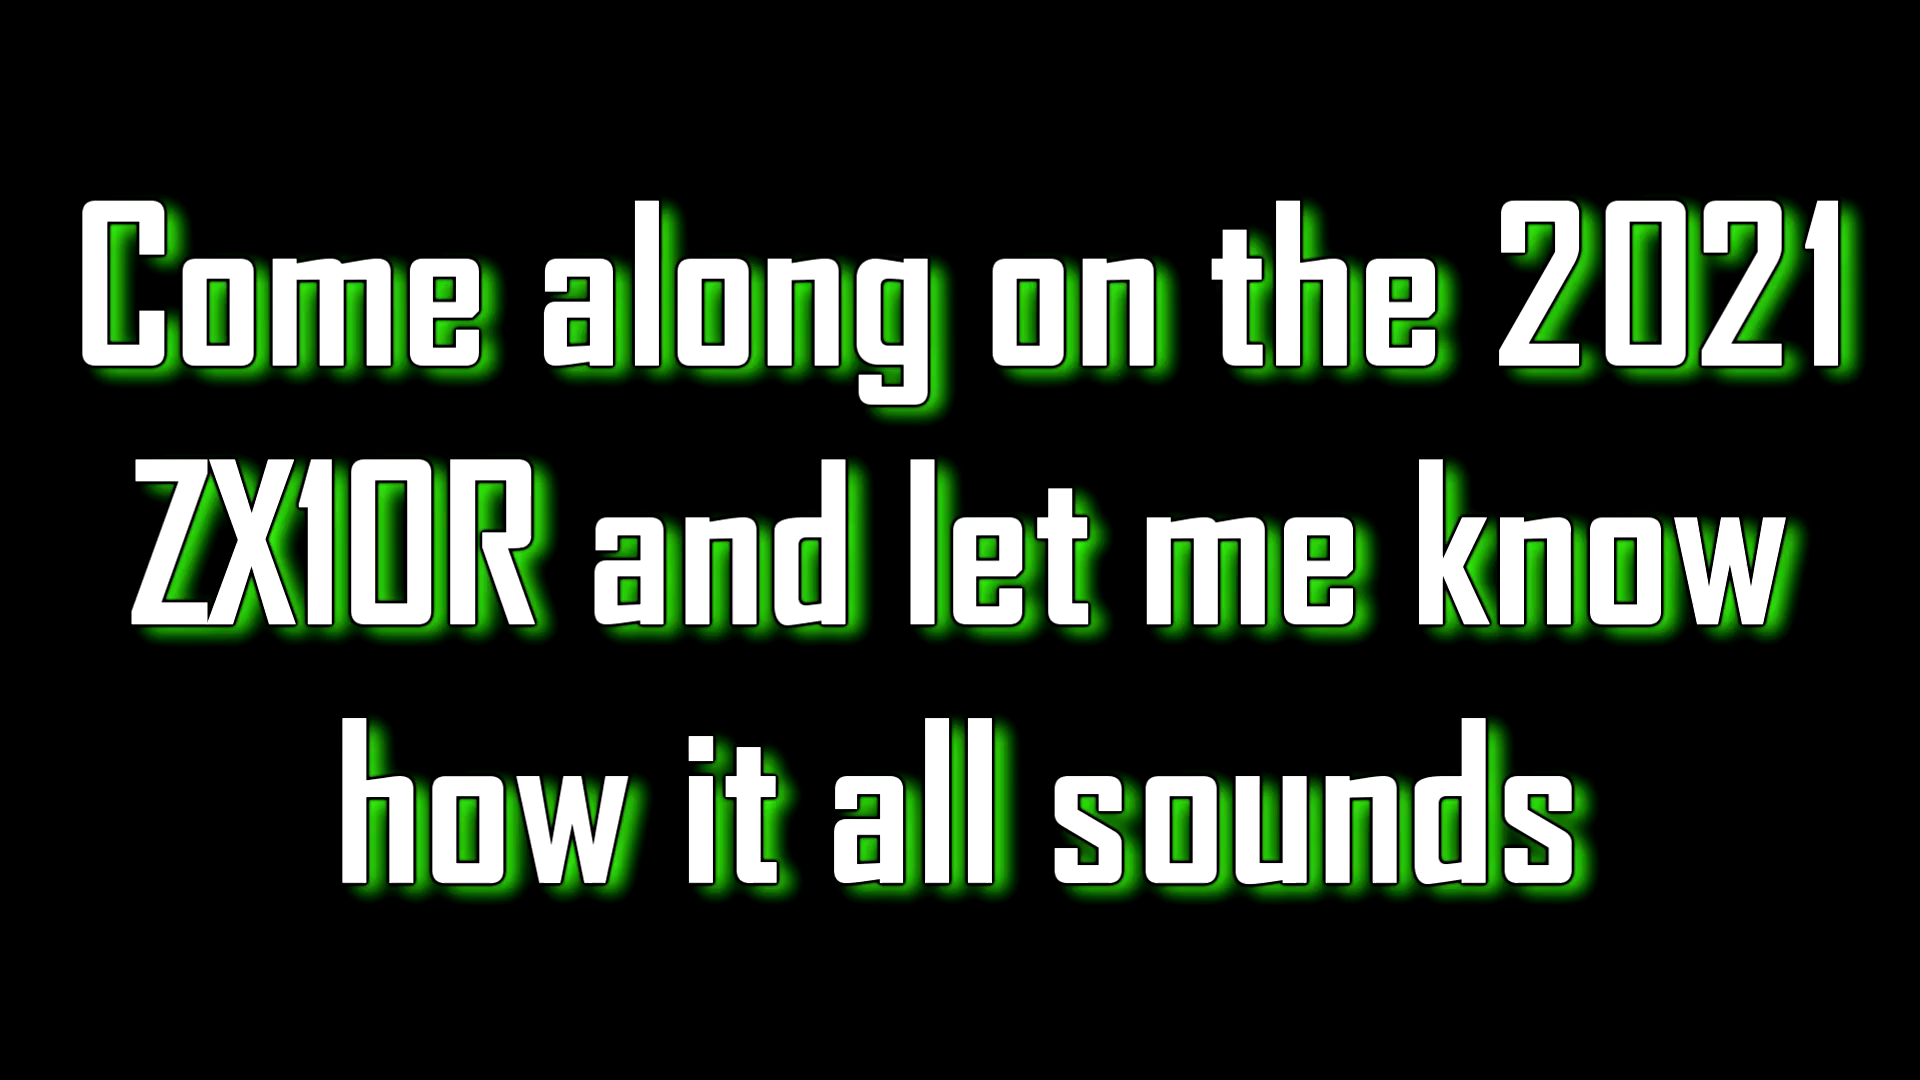 Come along on the 2021
ZX10R and let me know
how it all sounds